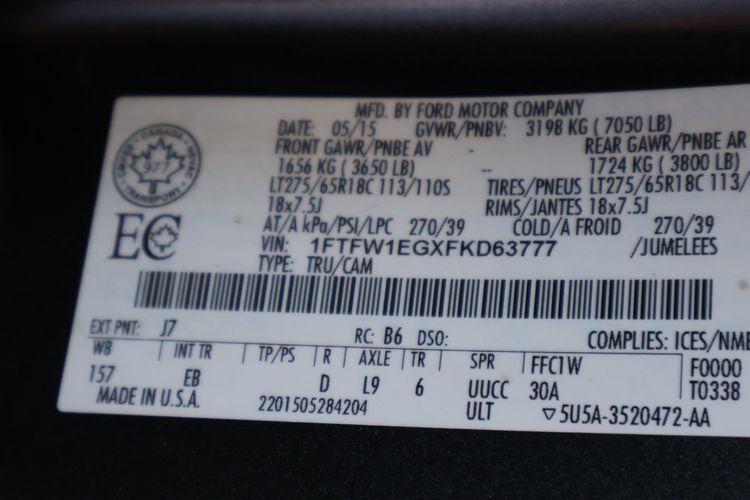 MFD. BY FORD MOTOR COMPANY
DATE: 05/15 GVWR/PNBV: 3198 KG ( 7050 LB)
FRONT GAWR/PNBE AV - REAR GAWR/PNBE AR
1656 KG ( 3650 LB) -- 1724 KG ( 3800 LB)
LT275/65R18C 113/110S TIRES/PNEUS LT275/65R18C 113/
18x7.5J RIMS/JANTES 18x7.5J
AT/A kPa/PSI/LPC 270/39 COLD/A FROID 270/39
VIN: 1FTFW1EGXFKD63777 /JUMELEES
TYPE: TRU/CAM
CANADA
977
TRANSPORT
EC
EXT PNT: J7 RC: B6 DSO: COMPLIES: ICES/NMB
WB INT TR TP/PS R AXLE TR SPR FFC1W F0000
157 EB D L9 6 UUCC 30A T0338
MADE IN U.S.A. 2201505284204 ULT ▽5U5A-3520472-AA